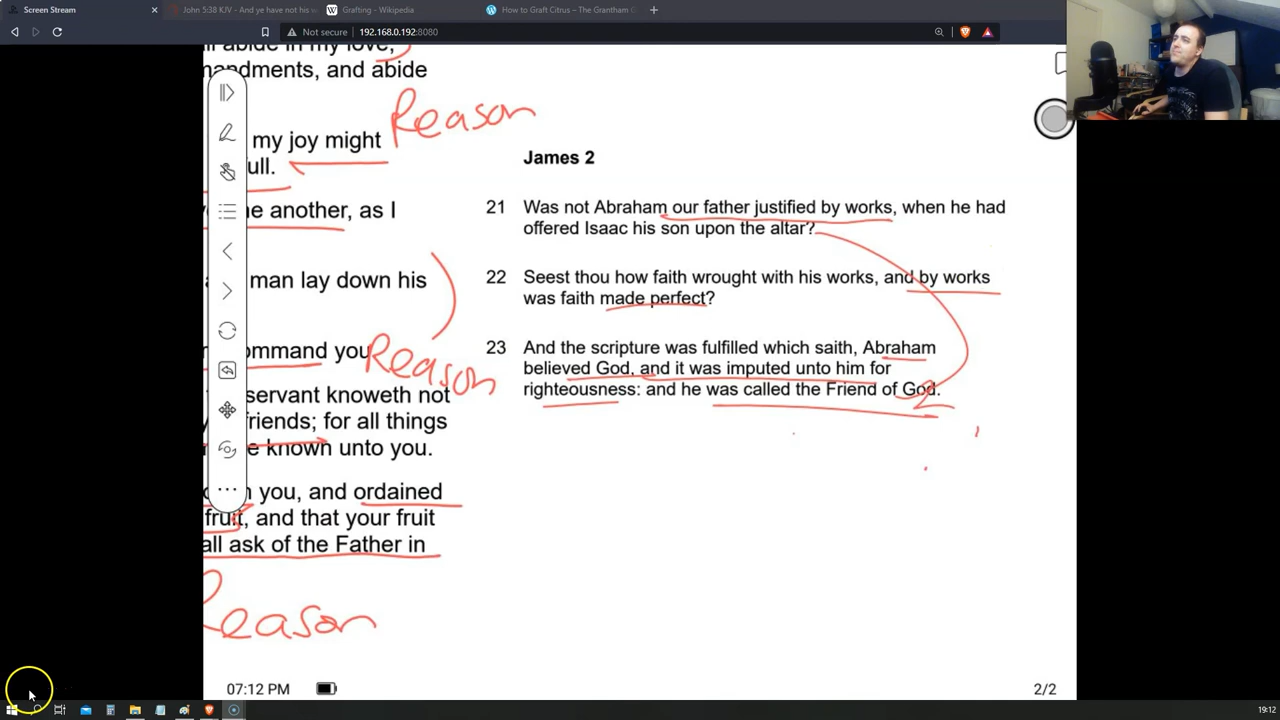 Screen Stream
John 5:38 KJV - And ye have not his w
Grafting - Wikipedia
How to Graft Citrus – The Grantham
Not secure
192.168.0.192:8080
abide in my love,
mandments, and abide
my joy might
Reason
full.
one another, as I
man lay down his
ommand you
Reason
servant knoweth not
friends; for all things
known unto you.
you, and ordained
fruit, and that your fruit
all ask of the Father in
Reason
James 2
21 Was not Abraham our father justified by works, when he had
offered Isaac his son upon the altar?
22 Seest thou how faith wrought with his works, and by works
was faith made perfect?
23 And the scripture was fulfilled which saith, Abraham
believed God, and it was imputed unto him for
righteousness: and he was called the Friend of God.
2
07:12 PM
2/2
19:12